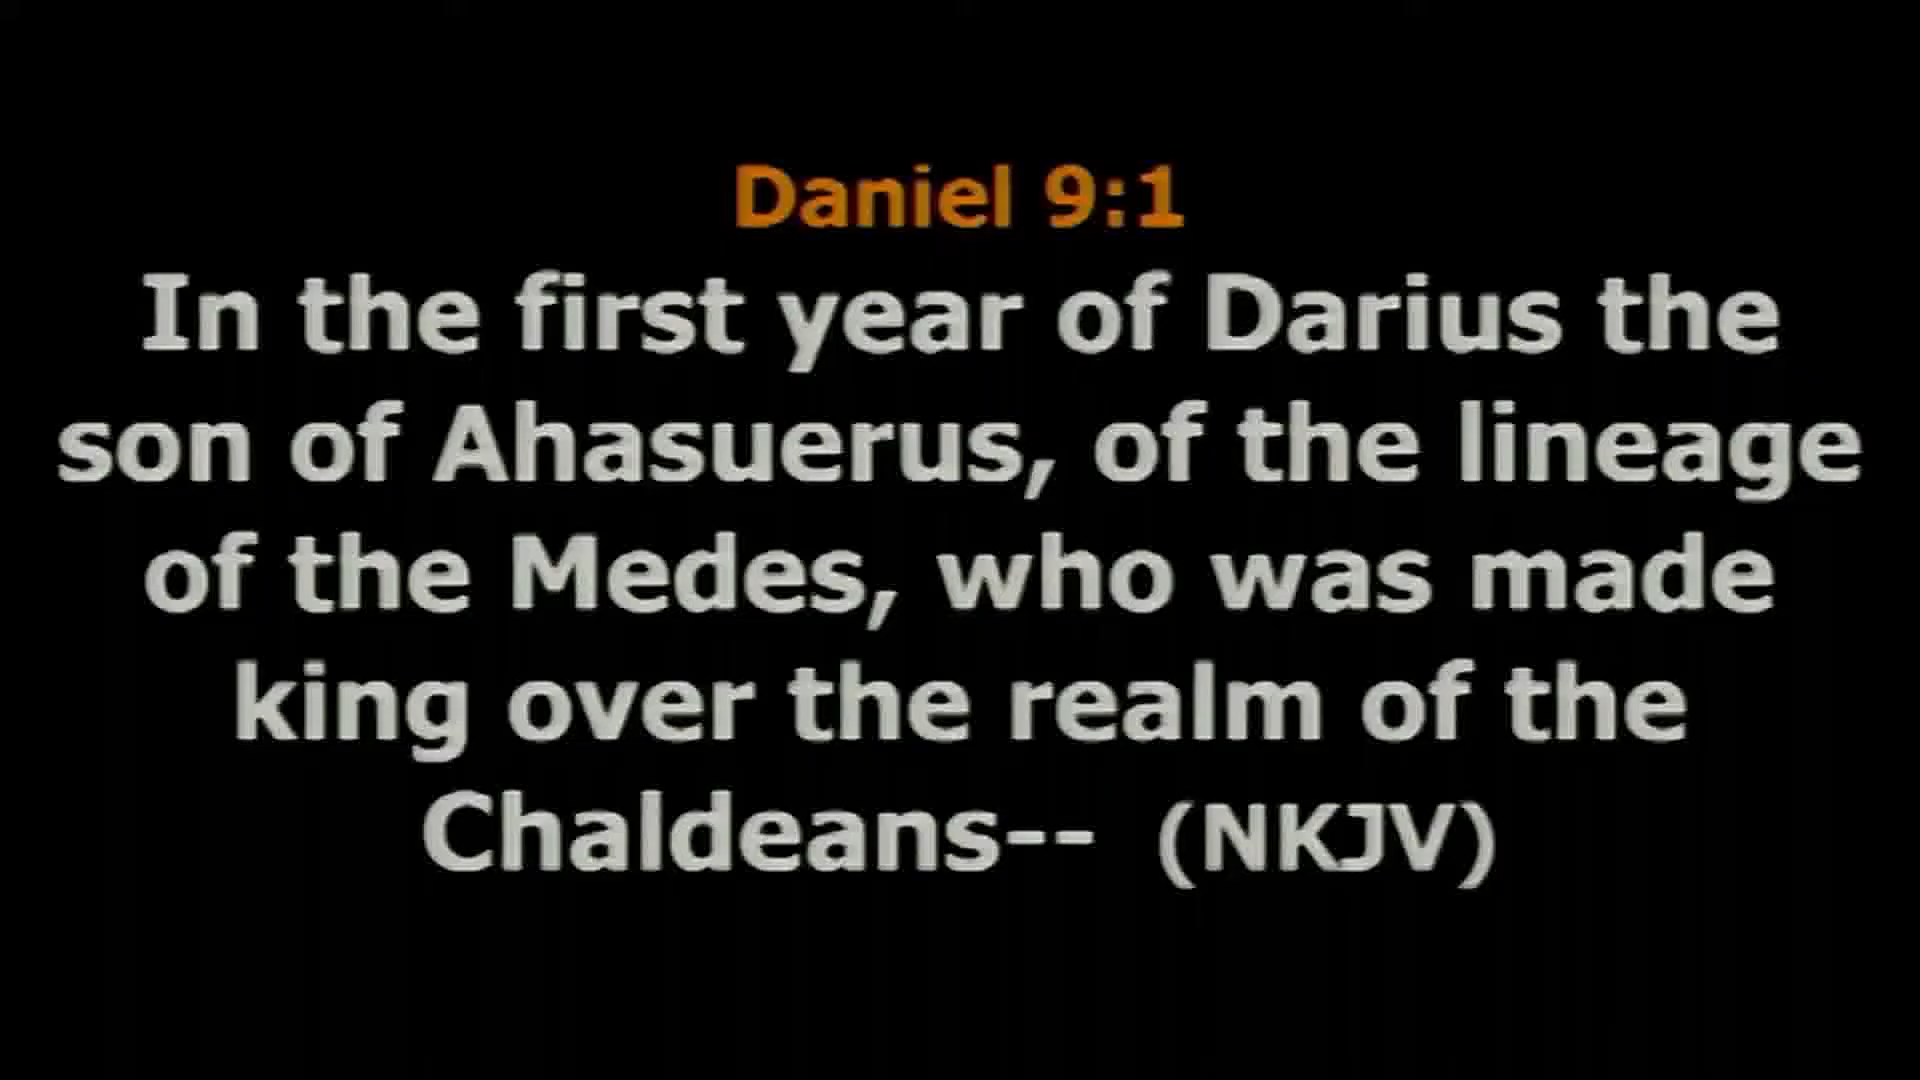 Daniel 9:1
In the first year of Darius the
son of Ahasuerus, of the lineage
of the Medes, who was made
king over the realm of the
Chaldeans-- (NKJV)